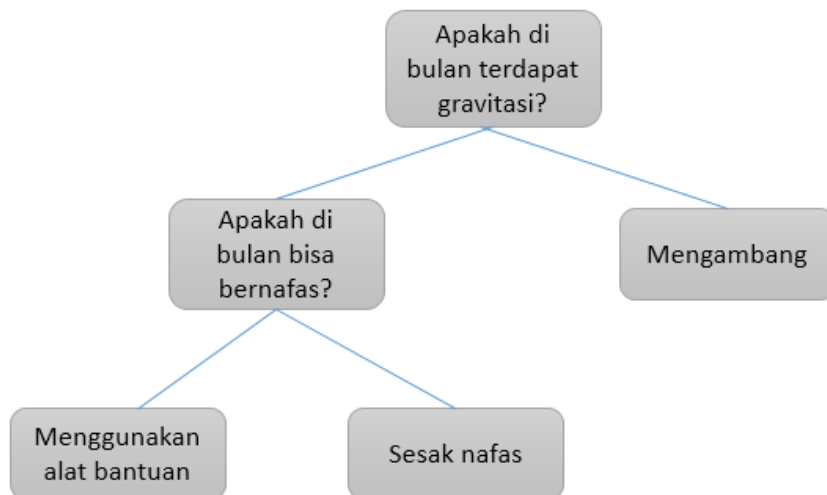 Apakah di
bulan terdapat
gravitasi?
Apakah di
bulan bisa
bernafas?
Mengambang
Menggunakan
alat bantuan
Sesak nafas